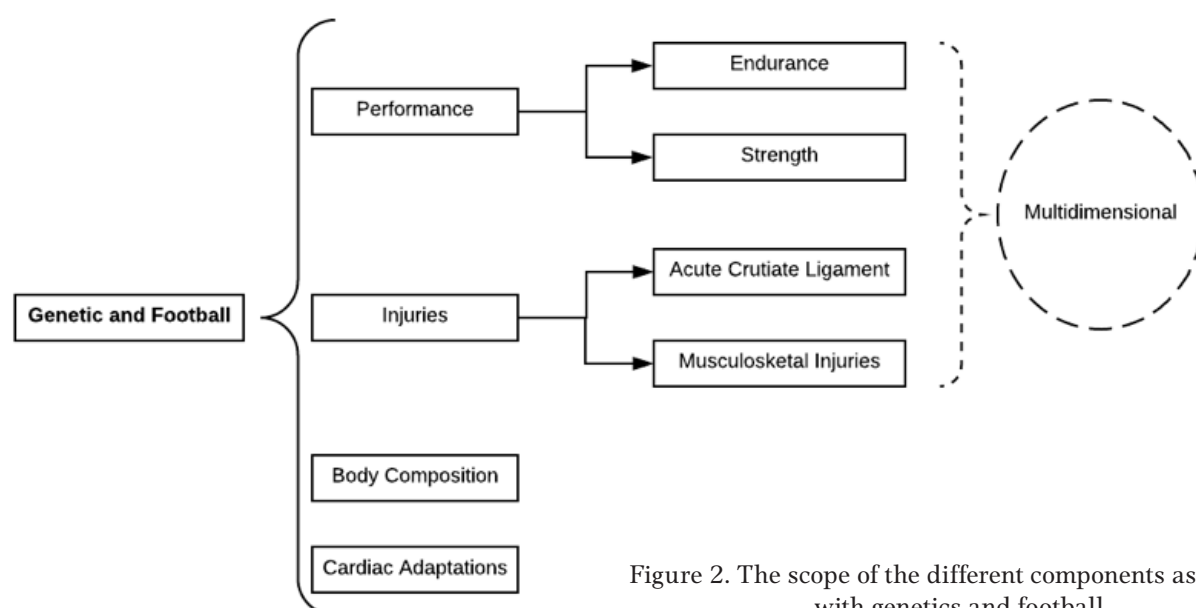 Endurance
Performance
Strength
Multidimensional
Acute Crutiate Ligament
Genetic and Football
Injuries
Musculosketal Injuries
Body Composition
Cardiac Adaptations
Figure 2. The scope of the different components as
with genetics and football